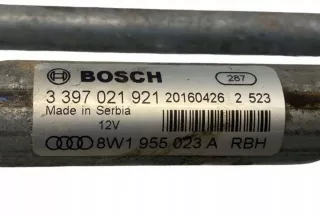 BOSCH 287
3 397 021 921 20160426 2 523
Made in Serbia
12V
8W1 955 023 A RBH